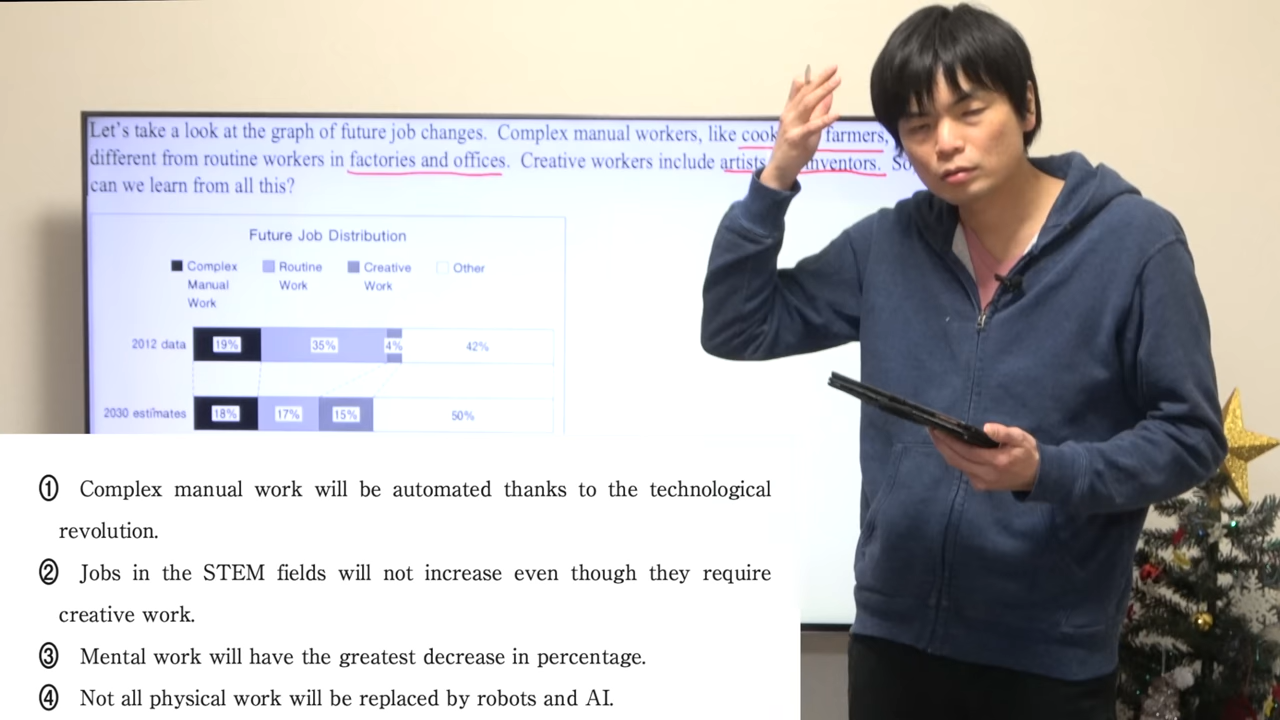 Let's take a look at the graph of future job changes. Complex manual workers, like cook farmers,
different from routine workers in factories and offices. Creative workers include artists inventors. So
can we learn from all this?
Future Job Distribution
Complex Manual Work
Routine Work
Creative Work
Other
2012 data 19% 35% 4% 42%
2030 estimates 18% 17% 15% 50%
① Complex manual work will be automated thanks to the technological
revolution.
② Jobs in the STEM fields will not increase even though they require
creative work.
③ Mental work will have the greatest decrease in percentage.
④ Not all physical work will be replaced by robots and AI.